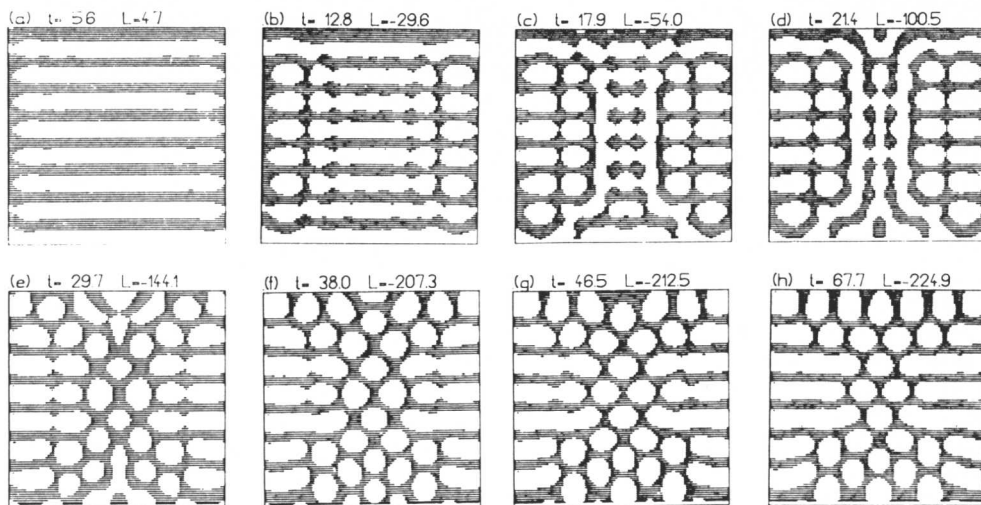 (a) t= 5.6 L=4.7
(b) t= 12.8 L=-29.6
(c) t= 17.9 L=-54.0
(d) t= 21.4 L=-100.5
(e) t= 29.7 L=-144.1
(f) t= 38.0 L=-207.3
(g) t= 46.5 L=-212.5
(h) t= 67.7 L=-224.9